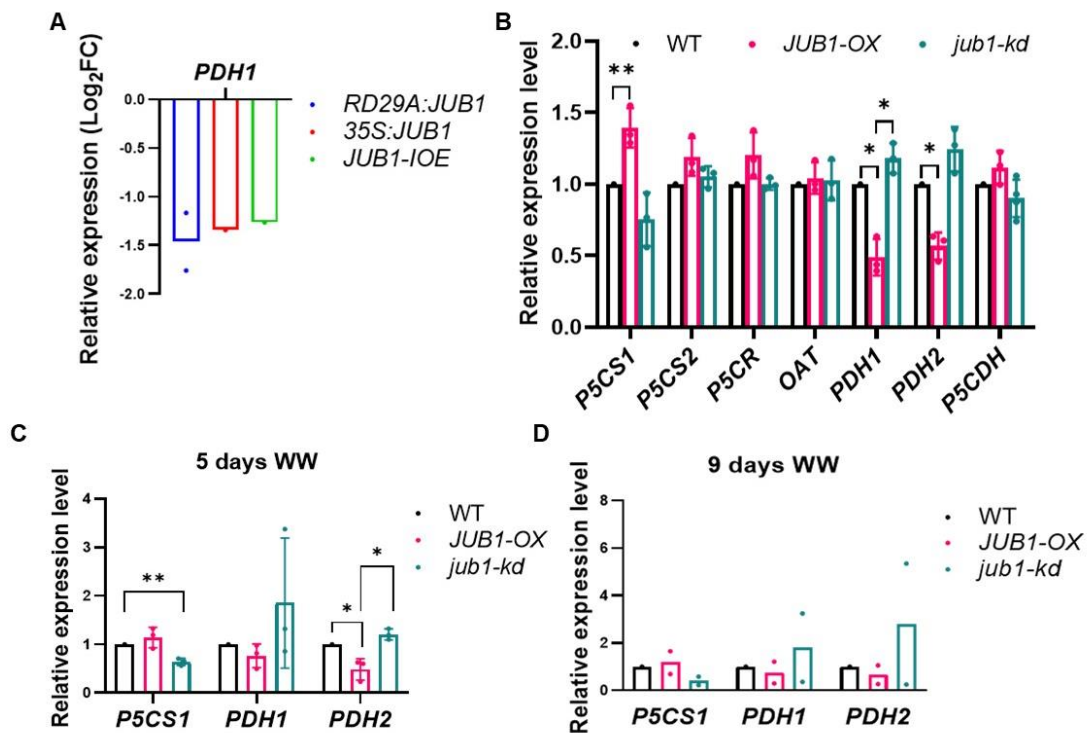 A
PDH1
Relative expression (Log₂FC)
0.0
-0.5
-1.0
-1.5
-2.0
RD29A:JUB1
35S:JUB1
JUB1-IOE
B
WT
JUB1-OX
jub1-kd
Relative expression level
2.0
1.5
1.0
0.5
0.0
**
*
*
*
P5CS1
P5CS2
P5CR
OAT
PDH1
PDH2
P5CDH
C
5 days WW
Relative expression level
4
3
2
1
0
**
*
*
WT
JUB1-OX
jub1-kd
P5CS1
PDH1
PDH2
D
9 days WW
Relative expression level
8
6
4
2
0
WT
JUB1-OX
jub1-kd
P5CS1
PDH1
PDH2